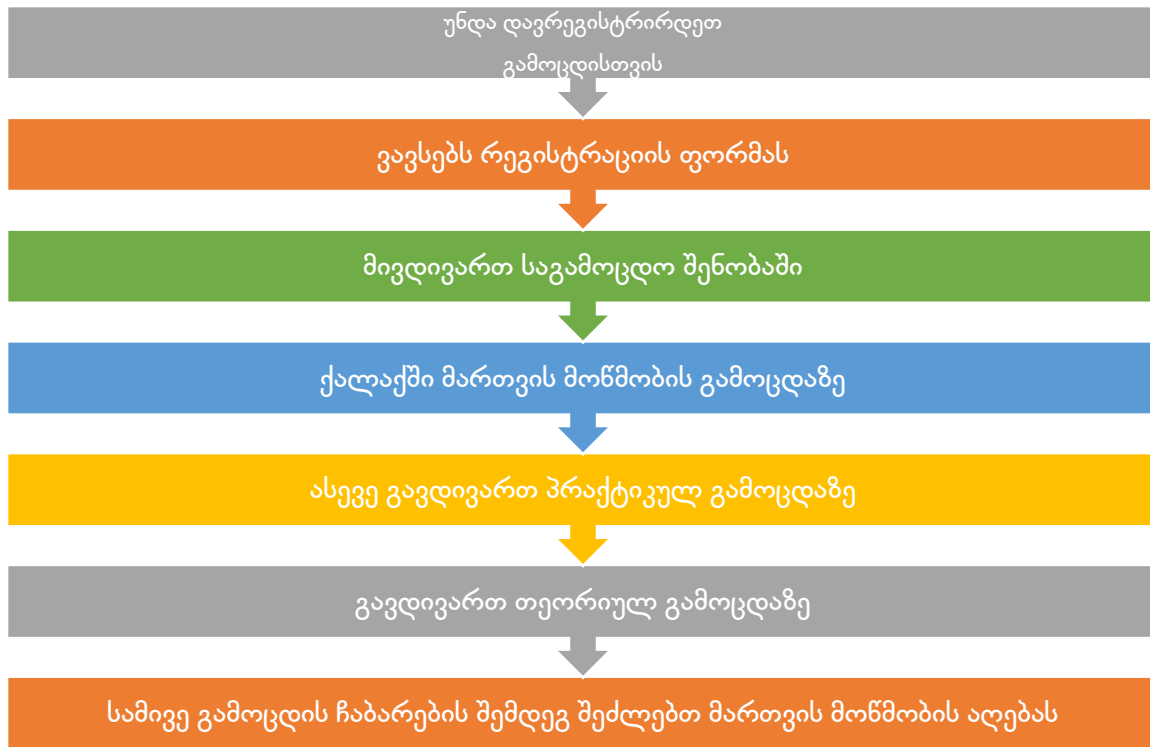 უნდა დავრეგისტრირდეთ
გამოცდისთვის
ვავსებს რეგისტრაციის ფორმას
მივდივართ საგამოცდო შენობაში
ქალაქში მართვის მოწმობის გამოცდაზე
ასევე გავდივართ პრაქტიკულ გამოცდაზე
გავდივართ თეორიულ გამოცდაზე
სამივე გამოცდის ჩაბარების შემდეგ შეძლებთ მართვის მოწმობის აღებას